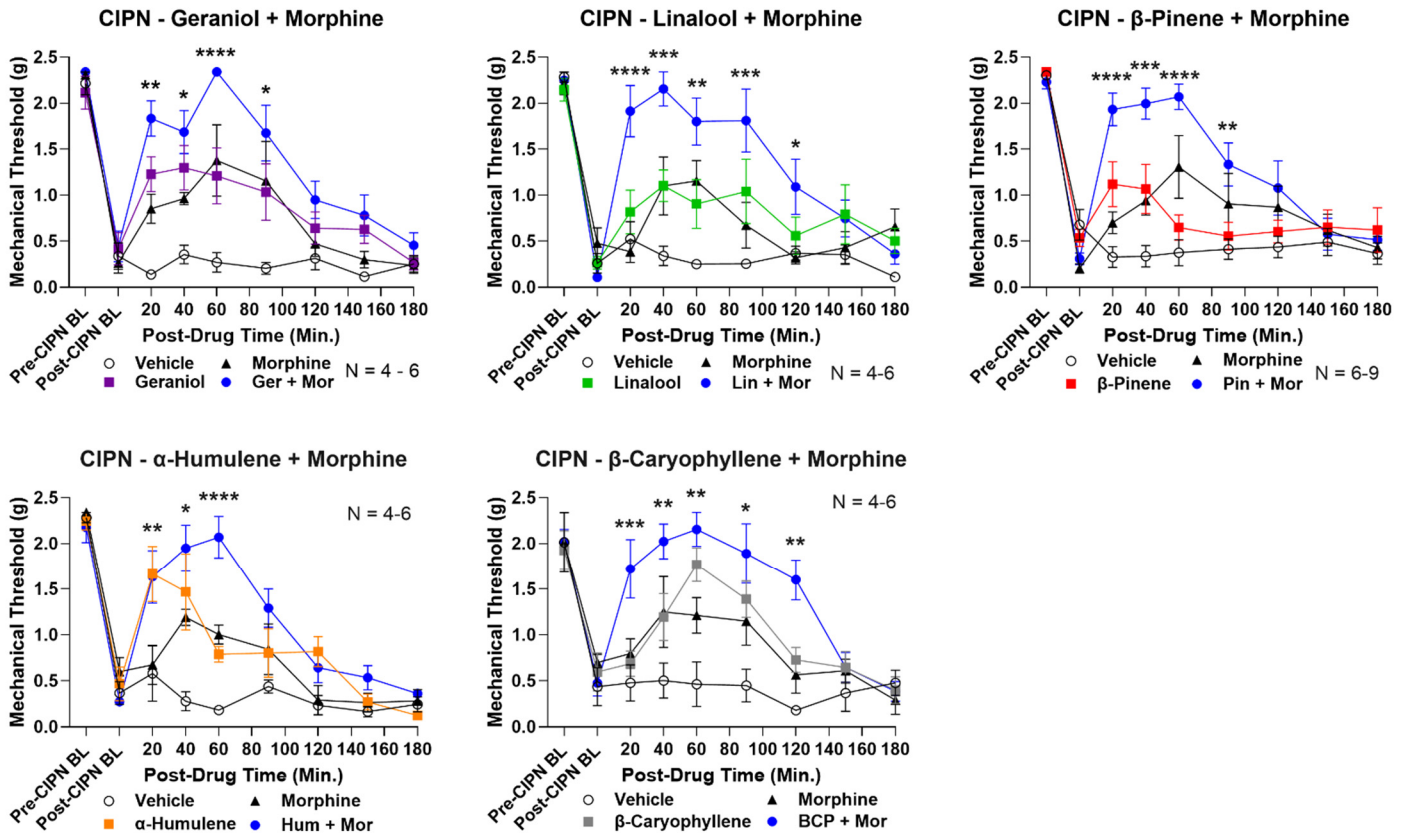 CIPN - Geraniol + Morphine
Mechanical Threshold (g)
2.5
2.0
1.5
1.0
0.5
0.0
** * **** *
Pre-CIPN BL
Post-CIPN BL
20 40 60 80 100 120 140 160 180
Post-Drug Time (Min.)
Vehicle Morphine
Geraniol Ger + Mor
N = 4 - 6
CIPN - Linalool + Morphine
Mechanical Threshold (g)
2.5
2.0
1.5
1.0
0.5
0.0
**** *** ** *** *
Pre-CIPN BL
Post-CIPN BL
20 40 60 80 100 120 140 160 180
Post-Drug Time (Min.)
Vehicle Morphine
Linalool Lin + Mor
N = 4-6
CIPN - β-Pinene + Morphine
Mechanical Threshold (g)
2.5
2.0
1.5
1.0
0.5
0.0
**** *** **** **
Pre-CIPN BL
Post-CIPN BL
20 40 60 80 100 120 140 160 180
Post-Drug Time (Min.)
Vehicle Morphine
β-Pinene Pin + Mor
N = 6-9
CIPN - α-Humulene + Morphine
Mechanical Threshold (g)
2.5
2.0
1.5
1.0
0.5
0.0
** * ****
N = 4-6
Pre-CIPN BL
Post-CIPN BL
20 40 60 80 100 120 140 160 180
Post-Drug Time (Min.)
Vehicle Morphine
α-Humulene Hum + Mor
CIPN - β-Caryophyllene + Morphine
Mechanical Threshold (g)
2.5
2.0
1.5
1.0
0.5
0.0
*** ** ** * **
N = 4-6
Pre-CIPN BL
Post-CIPN BL
20 40 60 80 100 120 140 160 180
Post-Drug Time (Min.)
Vehicle Morphine
β-Caryophyllene BCP + Mor